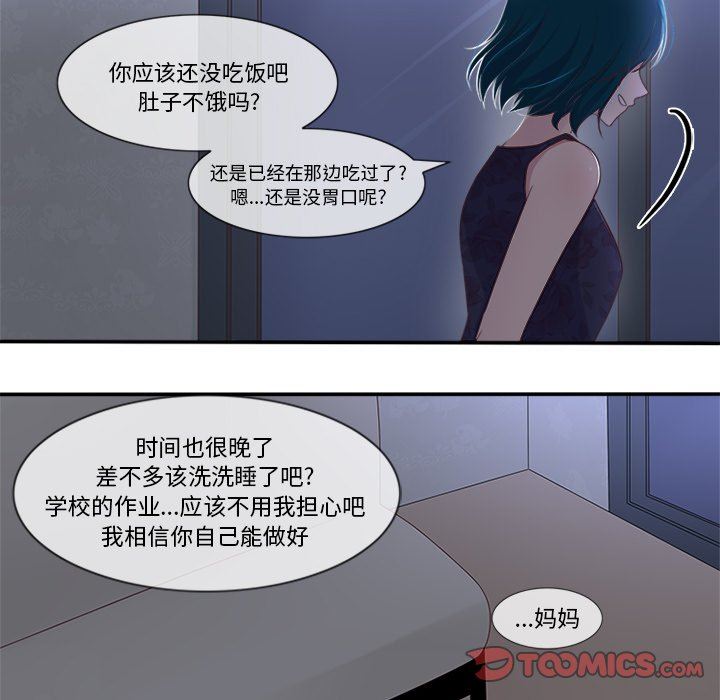 你应该还没吃饭吧
肚子不饿吗?
还是已经在那边吃过了?
嗯...还是没胃口呢?
时间也很晚了
差不多该洗洗睡了吧?
学校的作业...应该不用我担心吧
我相信你自己能做好
...妈妈
TOOMICS.COM